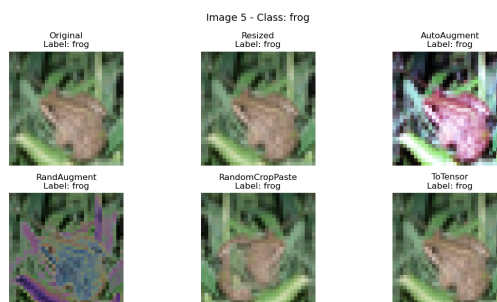 Image 5 - Class: frog
Original
Label: frog
Resized
Label: frog
AutoAugment
Label: frog
RandAugment
Label: frog
RandomCropPaste
Label: frog
ToTensor
Label: frog